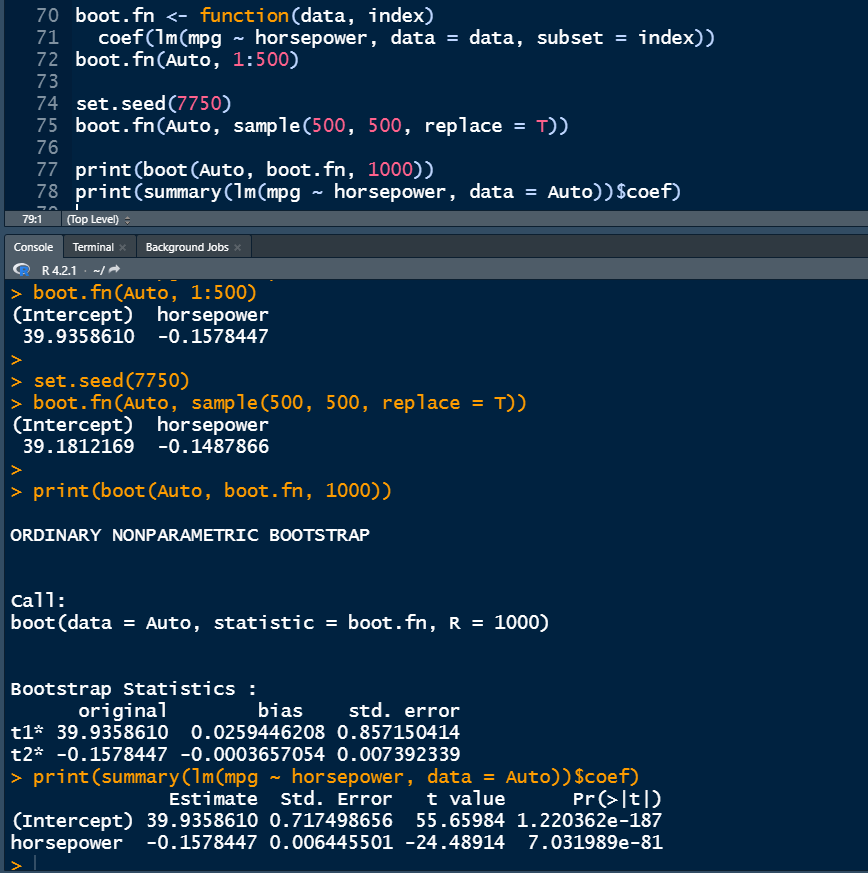 70 boot.fn <- function(data, index)
71 coef(lm(mpg ~ horsepower, data = data, subset = index))
72 boot.fn(Auto, 1:500)
73
74 set.seed(7750)
75 boot.fn(Auto, sample(500, 500, replace = T))
76
77 print(boot(Auto, boot.fn, 1000))
78 print(summary(lm(mpg ~ horsepower, data = Auto))$coef)
79:1 (Top Level)
Console Terminal × Background Jobs ×
R 4.2.1 · ~/
> boot.fn(Auto, 1:500)
(Intercept) horsepower
39.9358610 -0.1578447
>
> set.seed(7750)
> boot.fn(Auto, sample(500, 500, replace = T))
(Intercept) horsepower
39.1812169 -0.1487866
>
> print(boot(Auto, boot.fn, 1000))
ORDINARY NONPARAMETRIC BOOTSTRAP
Call:
boot(data = Auto, statistic = boot.fn, R = 1000)
Bootstrap Statistics :
original bias std. error
t1* 39.9358610 0.0259446208 0.857150414
t2* -0.1578447 -0.0003657054 0.007392339
> print(summary(lm(mpg ~ horsepower, data = Auto))$coef)
Estimate Std. Error t value Pr(>|t|)
(Intercept) 39.9358610 0.717498656 55.65984 1.220362e-187
horsepower -0.1578447 0.006445501 -24.48914 7.031989e-81
>